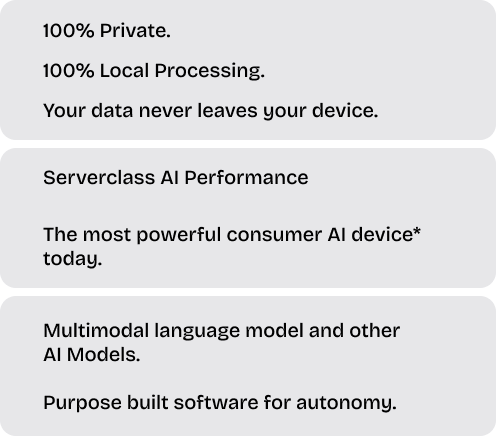 100% Private.
100% Local Processing.
Your data never leaves your device.
Serverclass AI Performance
The most powerful consumer AI device*
today.
Multimodal language model and other
AI Models.
Purpose built software for autonomy.